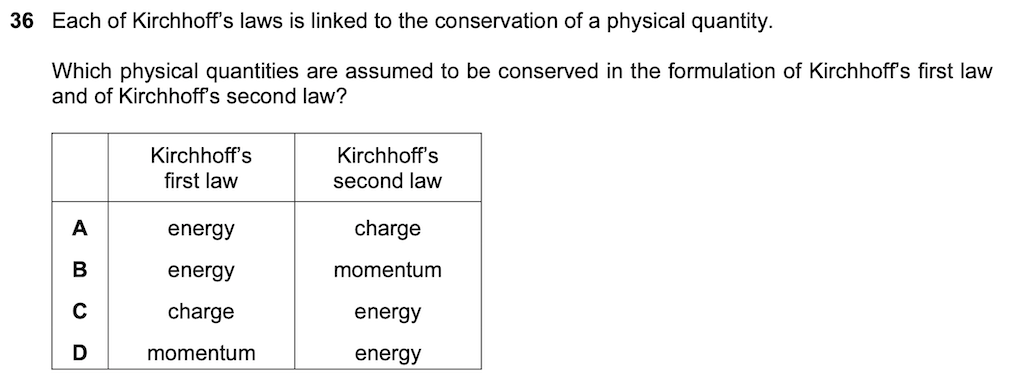 36 Each of Kirchhoff's laws is linked to the conservation of a physical quantity.
Which physical quantities are assumed to be conserved in the formulation of Kirchhoff's first law
and of Kirchhoff's second law?
Kirchhoff's Kirchhoff's
first law second law
A energy charge
B energy momentum
C charge energy
D momentum energy